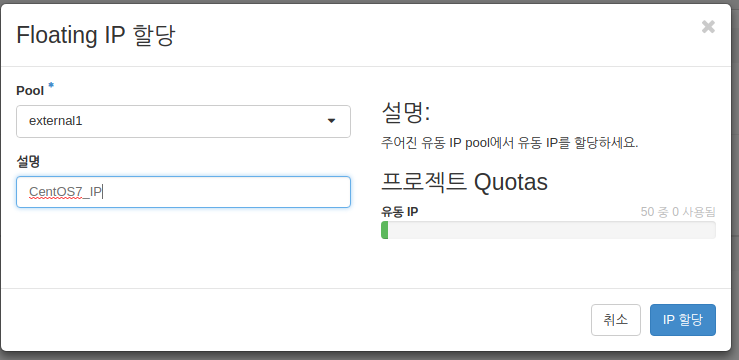 Floating IP 할당
Pool *
external1
설명
CentOS7_IP
설명:
주어진 유동 IP pool에서 유동 IP를 할당하세요.
프로젝트 Quotas
유동 IP 50 중 0 사용됨
취소 IP 할당